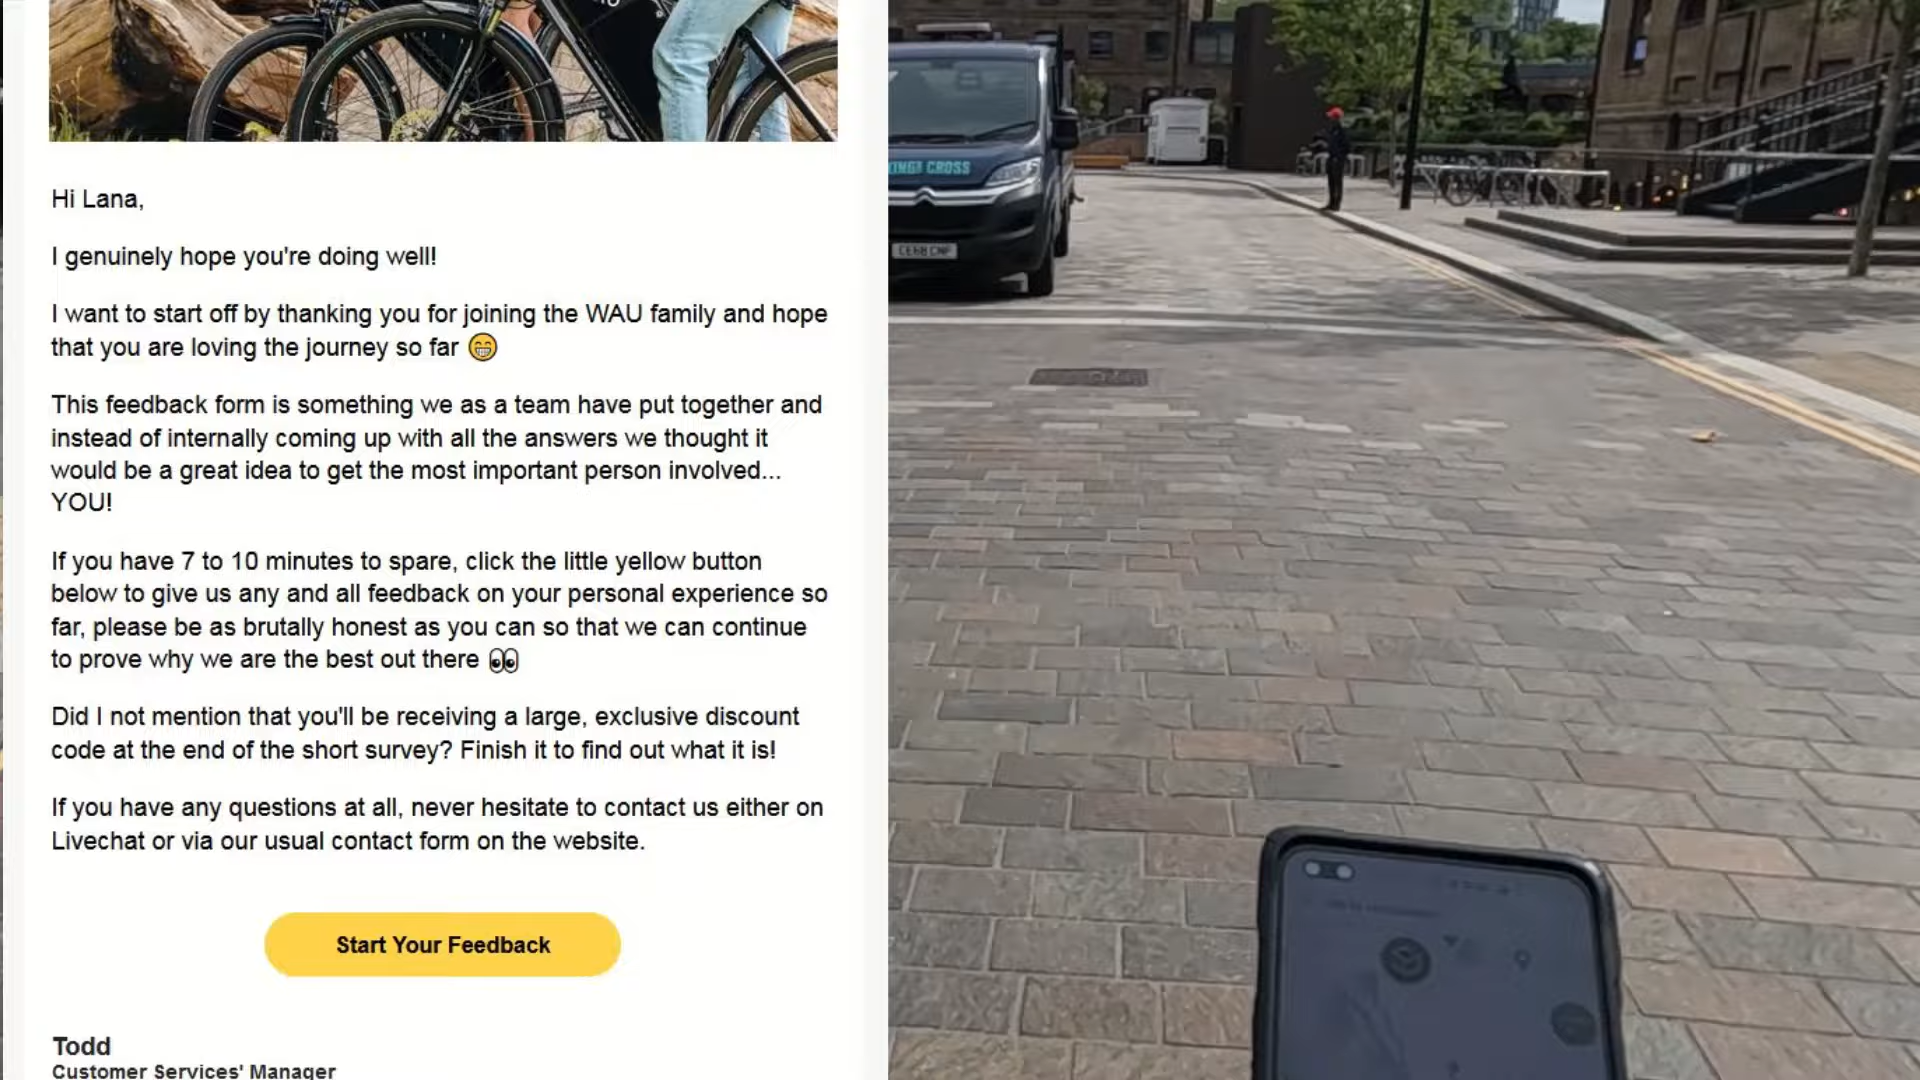 Hi Lana,
I genuinely hope you're doing well!
I want to start off by thanking you for joining the WAU family and hope
that you are loving the journey so far 😁
This feedback form is something we as a team have put together and
instead of internally coming up with all the answers we thought it
would be a great idea to get the most important person involved...
YOU!
If you have 7 to 10 minutes to spare, click the little yellow button
below to give us any and all feedback on your personal experience so
far, please be as brutally honest as you can so that we can continue
to prove why we are the best out there 👀
Did I not mention that you'll be receiving a large, exclusive discount
code at the end of the short survey? Finish it to find out what it is!
If you have any questions at all, never hesitate to contact us either on
Livechat or via our usual contact form on the website.
Start Your Feedback
Todd
Customer Services' Manager
CROSS